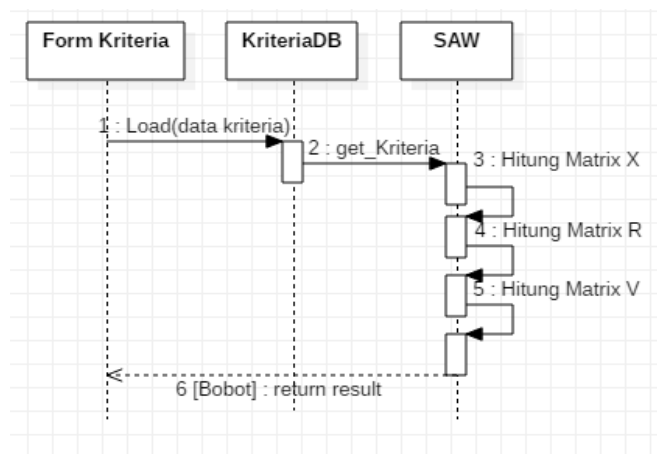 Form Kriteria
KriteriaDB
SAW
1 : Load(data kriteria)
2 : get_Kriteria
3 : Hitung Matrix X
4 : Hitung Matrix R
5 : Hitung Matrix V
6 [Bobot] : return result